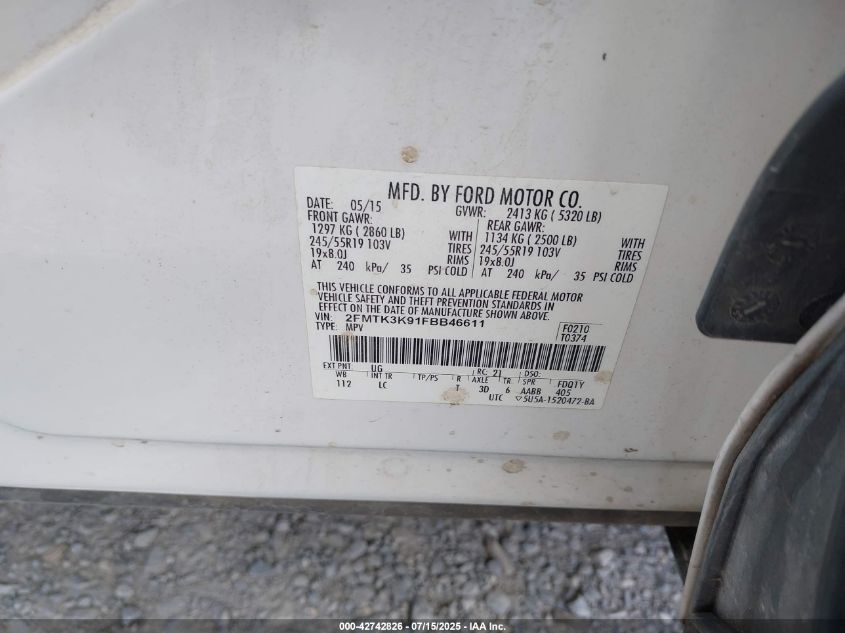 MFD. BY FORD MOTOR CO.
DATE: 05/15 GVWR: 2413 KG ( 5320 LB)
FRONT GAWR: REAR GAWR:
1297 KG ( 2860 LB) WITH 1134 KG ( 2500 LB) WITH
245/55R19 103V TIRES 245/55R19 103V TIRES
19x8.0J RIMS 19x8.0J RIMS
AT 240 kPa/ 35 PSI COLD AT 240 kPa/ 35 PSI COLD
THIS VEHICLE CONFORMS TO ALL APPLICABLE FEDERAL MOTOR
VEHICLE SAFETY AND THEFT PREVENTION STANDARDS IN
EFFECT ON THE DATE OF MANUFACTURE SHOWN ABOVE.
VIN: 2FMTK3K91FBB46611 F0210
TYPE: MPV T0374
EXT PNT: UG RC: 21 DSO:
WB INT TR TP/PS R AXLE TR SPR FDQTY
112 LC T 3D 6 AABB 405
UTC ▽5U5A-1520472-BA
000-42742826 - 07/15/2025 - IAA Inc.